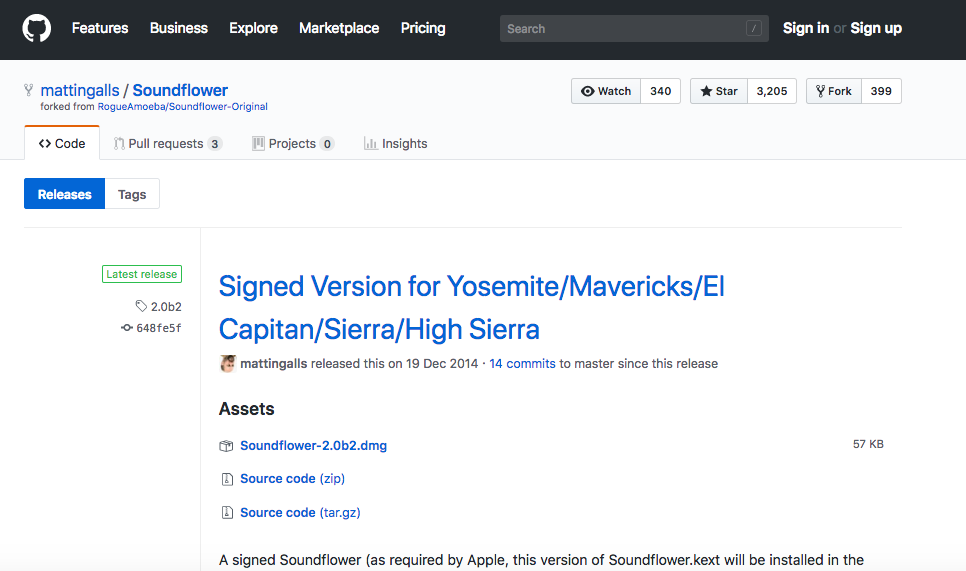 Features Business Explore Marketplace Pricing Search / Sign in or Sign up
mattingalls / Soundflower Watch 340 Star 3,205 Fork 399
forked from RogueAmoeba/Soundflower-Original
<> Code Pull requests 3 Projects 0 Insights
Releases Tags
Latest release
2.0b2
648fe5f
Signed Version for Yosemite/Mavericks/El
Capitan/Sierra/High Sierra
mattingalls released this on 19 Dec 2014 · 14 commits to master since this release
Assets
Soundflower-2.0b2.dmg 57 KB
Source code (zip)
Source code (tar.gz)
A signed Soundflower (as required by Apple, this version of Soundflower.kext will be installed in the